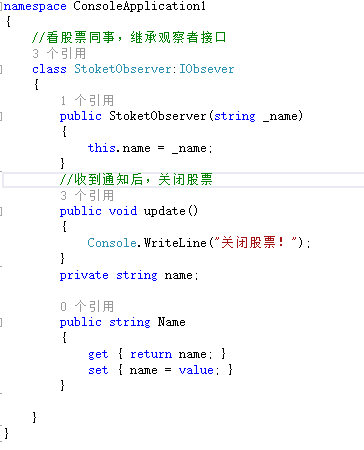 namespace ConsoleApplication1
{
//看股票同事，继承观察者接口
3 个引用
class StoketObserver:IObsever
{
1 个引用
public StoketObserver(string _name)
{
this.name = _name;
}
//收到通知后，关闭股票
3 个引用
public void update()
{
Console.WriteLine("关闭股票！");
}
private string name;
0 个引用
public string Name
{
get { return name; }
set { name = value; }
}
}
}